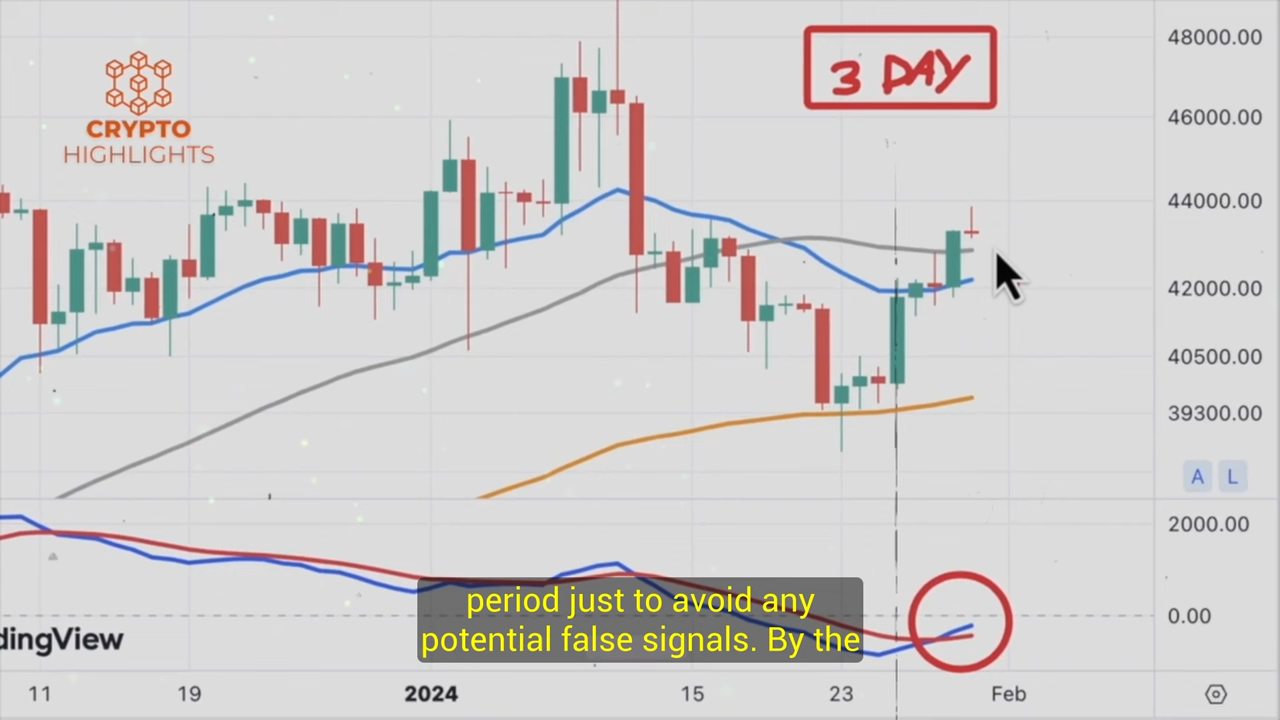 CRYPTO
HIGHLIGHTS
3 DAY
48000.00
46000.00
44000.00
42000.00
40500.00
39300.00
A L
2000.00
0.00
period just to avoid any
potential false signals. By the
dingView
11 19 2024 15 23 Feb